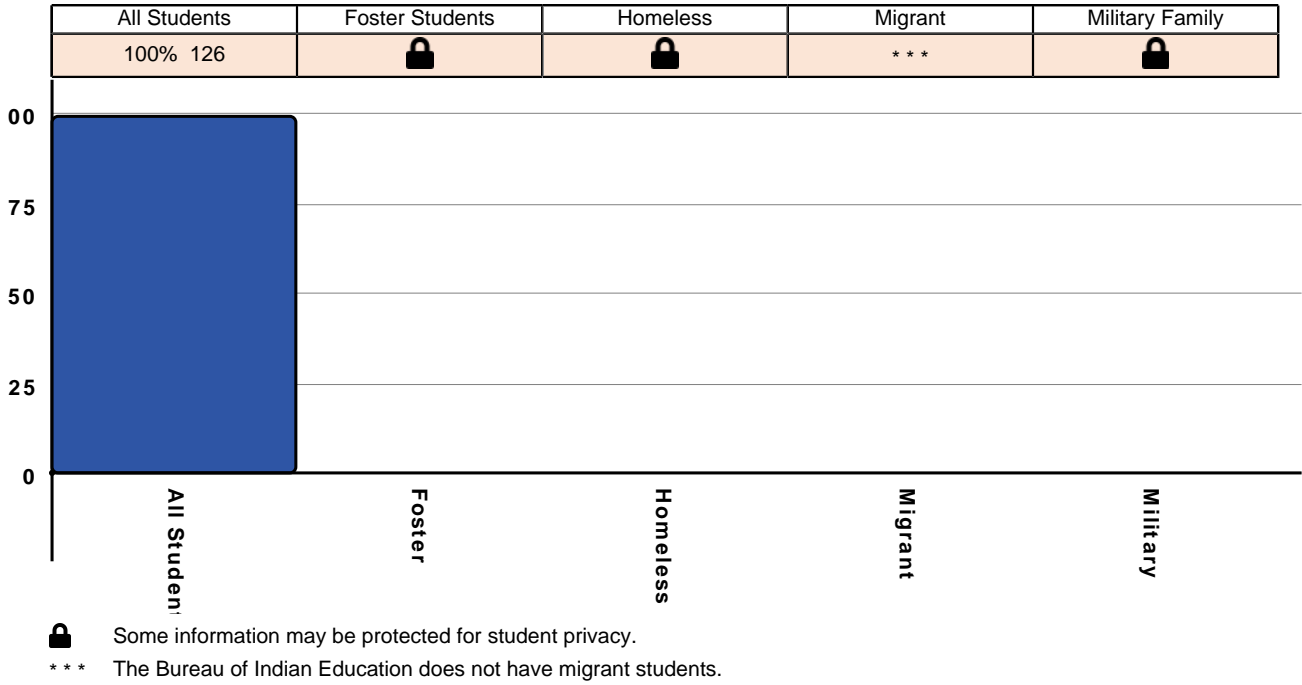 All Students Foster Students Homeless Migrant Military Family
100% 126 * * *
00
75
50
25
0
All Student
Foster
Homeless
Migrant
Military
Some information may be protected for student privacy.
* * * The Bureau of Indian Education does not have migrant students.